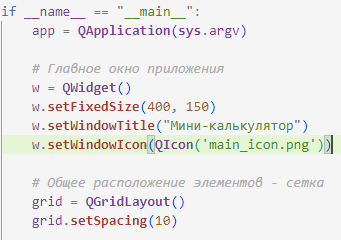 if __name__ == "__main__":
    app = QApplication(sys.argv)

    # Главное окно приложения
    w = QWidget()
    w.setFixedSize(400, 150)
    w.setWindowTitle("Мини-калькулятор")
    w.setWindowIcon(QIcon('main_icon.png'))

    # Общее расположение элементов - сетка
    grid = QGridLayout()
    grid.setSpacing(10)